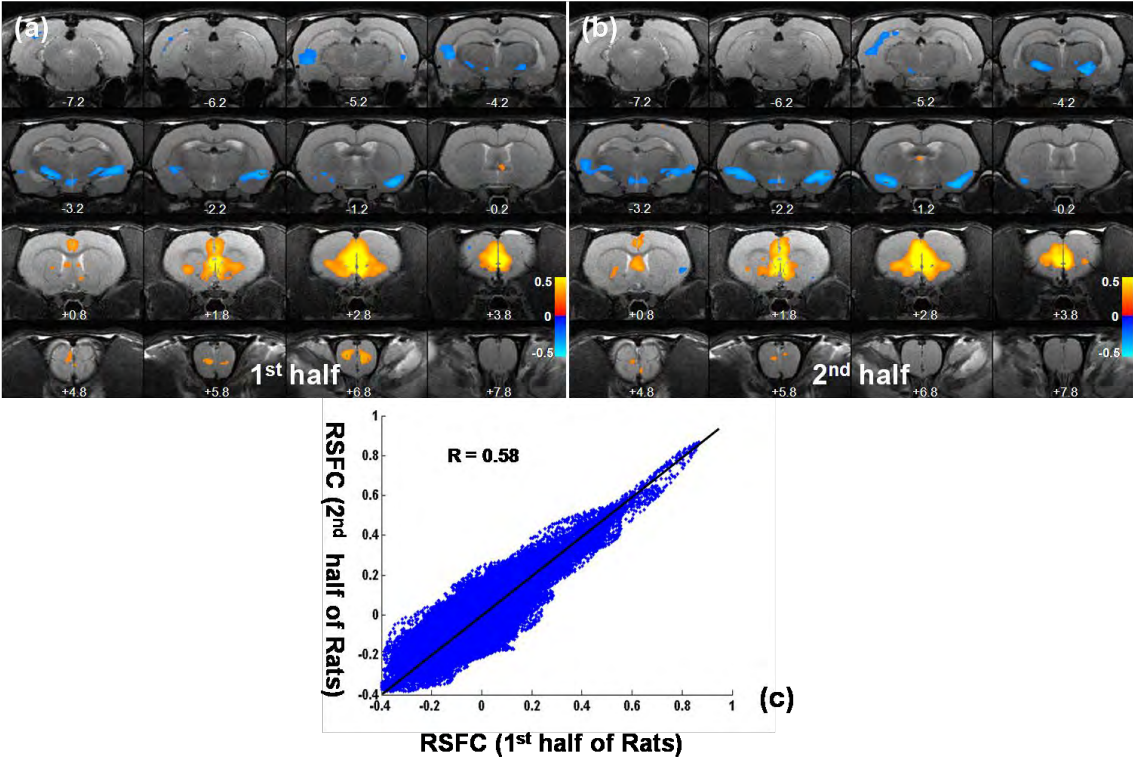 (a)
-7.2 -6.2 -5.2 -4.2
-3.2 -2.2 -1.2 -0.2
+0.8 +1.8 +2.8 +3.8
0.5
0
-0.5
+4.8 +5.8 +6.8 +7.8
1st half
(b)
-7.2 -6.2 -5.2 -4.2
-3.2 -2.2 -1.2 -0.2
+0.8 +1.8 +2.8 +3.8
0.5
0
-0.5
+4.8 +5.8 +6.8 +7.8
2nd half
RSFC (2nd half of Rats)
1
0.8
0.6
0.4
0.2
0
-0.2
-0.4
R = 0.58
-0.4 -0.2 0 0.2 0.4 0.6 0.8 1
(c)
RSFC (1st half of Rats)